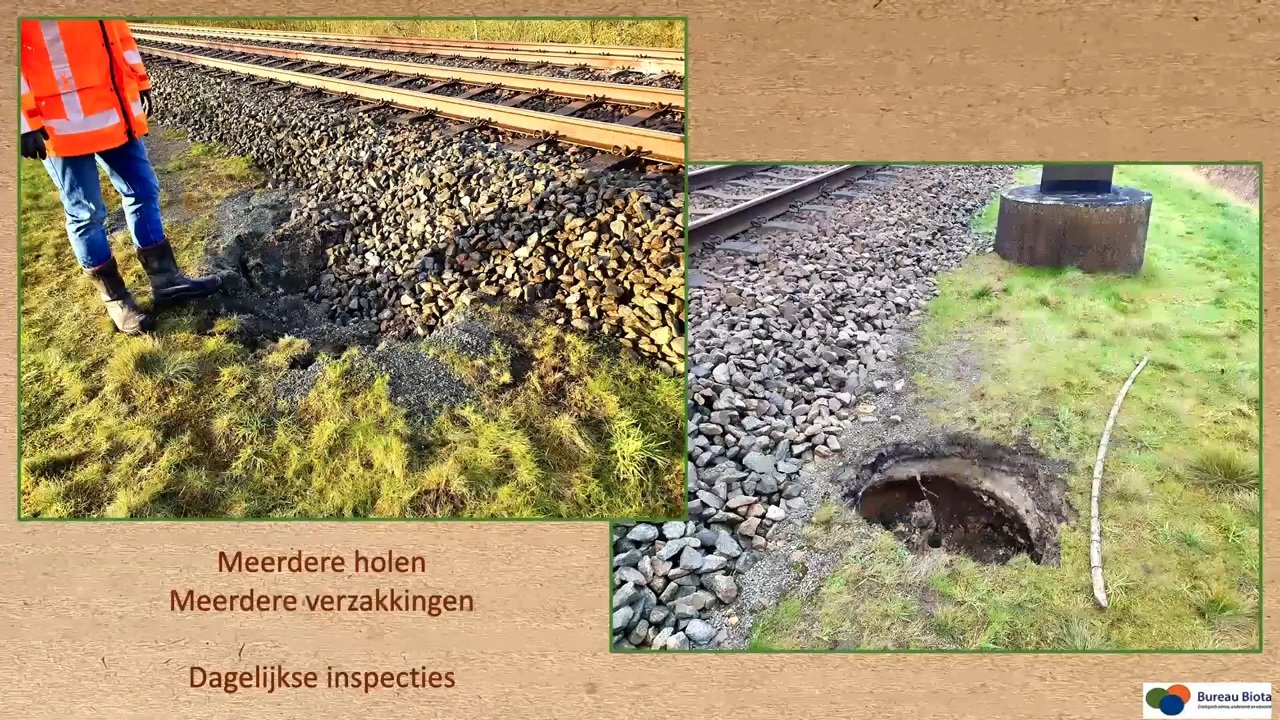 Meerdere holen
Meerdere verzakkingen
Dagelijkse inspecties
Bureau Biota